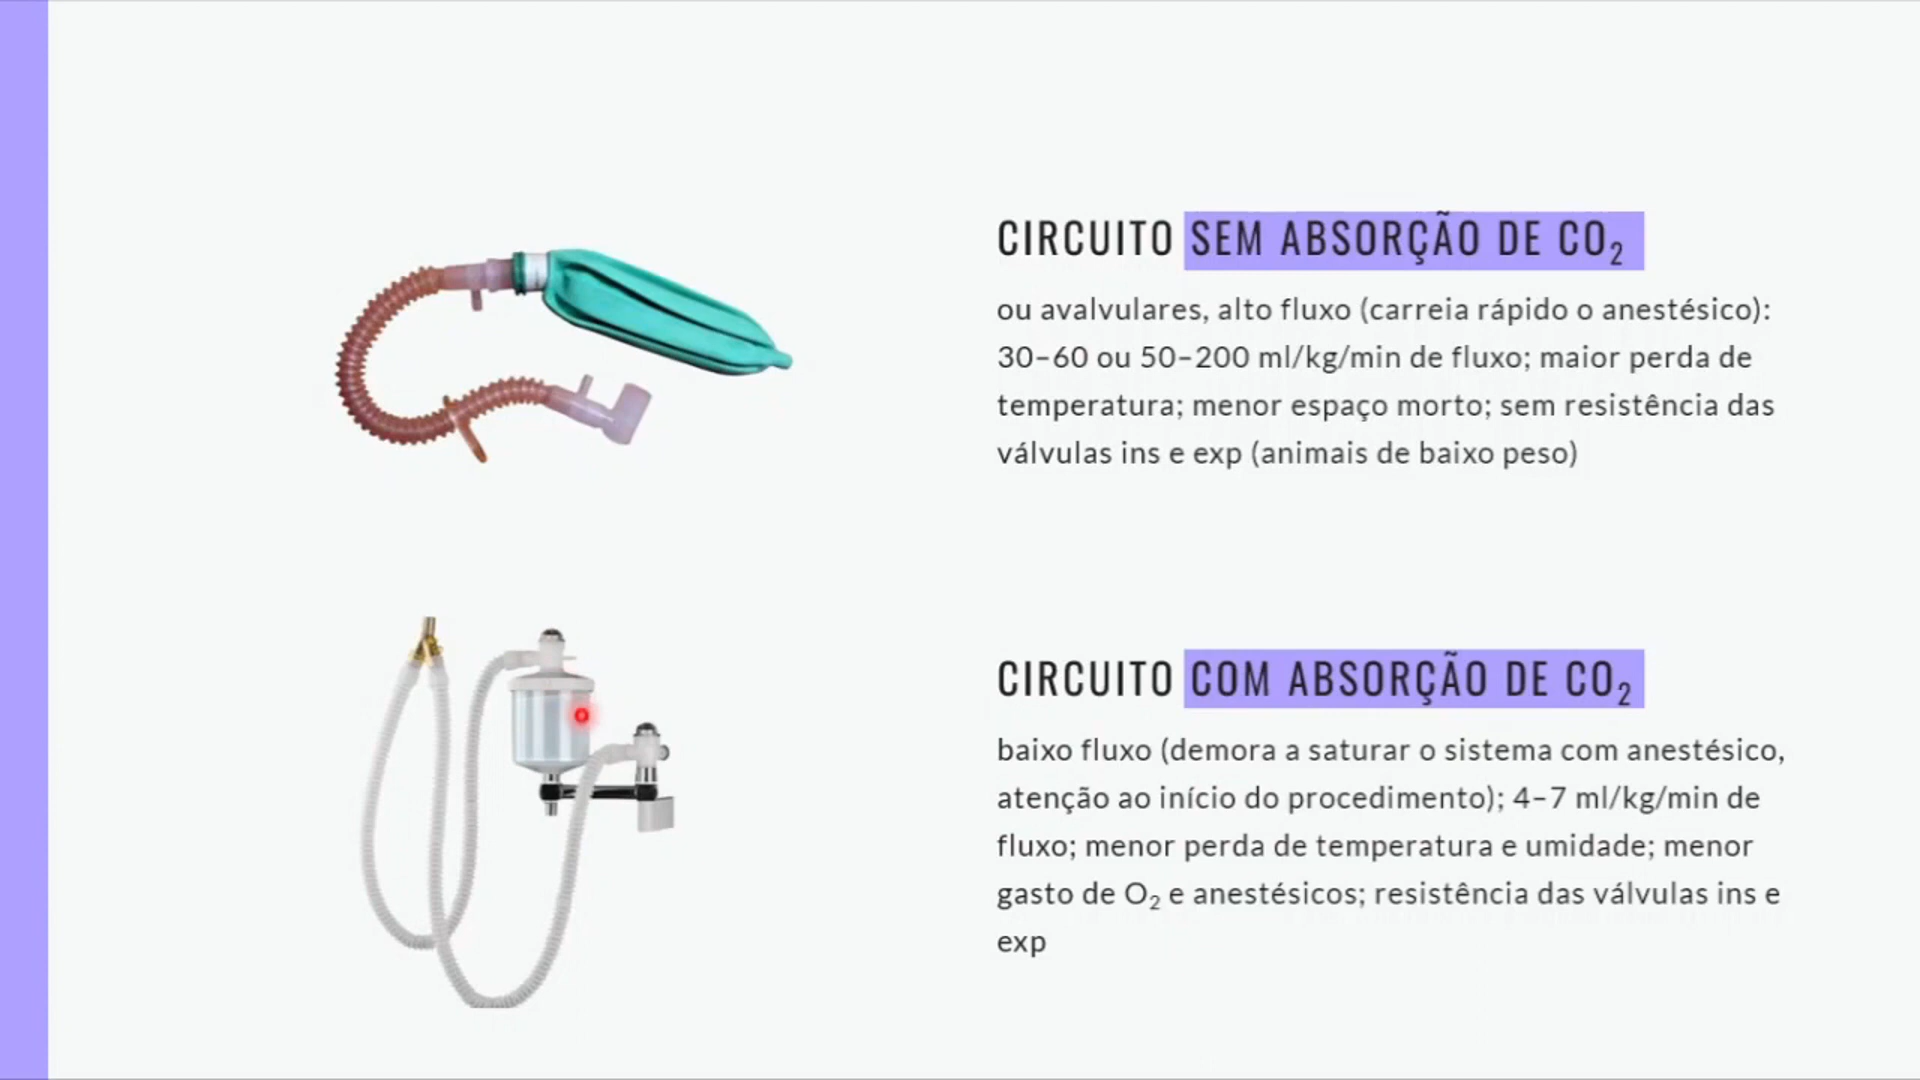 CIRCUITO SEM ABSORÇÃO DE CO₂
ou avalvulares, alto fluxo (carreia rápido o anestésico):
30–60 ou 50–200 ml/kg/min de fluxo; maior perda de
temperatura; menor espaço morto; sem resistência das
válvulas ins e exp (animais de baixo peso)
CIRCUITO COM ABSORÇÃO DE CO₂
baixo fluxo (demora a saturar o sistema com anestésico,
atenção ao início do procedimento); 4–7 ml/kg/min de
fluxo; menor perda de temperatura e umidade; menor
gasto de O₂ e anestésicos; resistência das válvulas ins e
exp